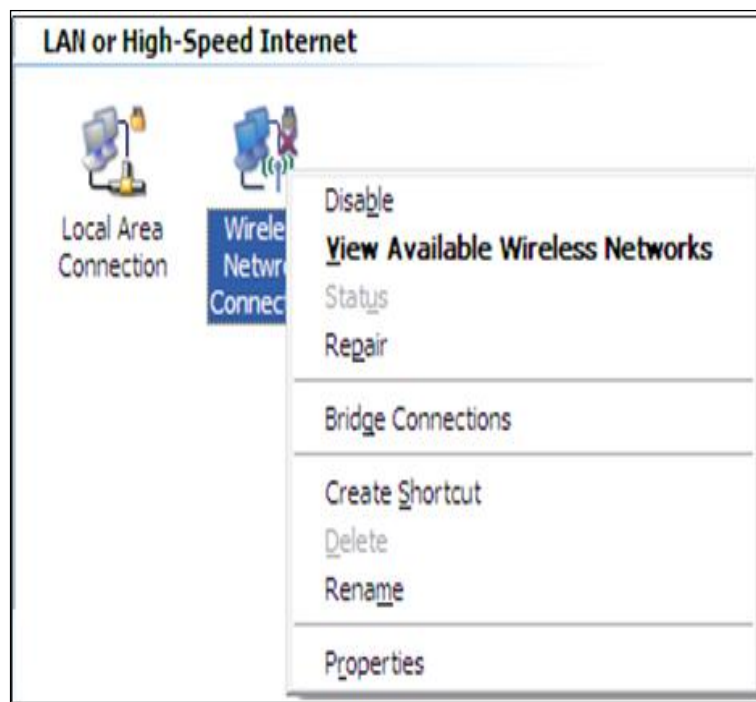 LAN or High-Speed Internet
Local Area
Connection
Disable
View Available Wireless Networks
Status
Repair
Bridge Connections
Create Shortcut
Delete
Rename
Properties